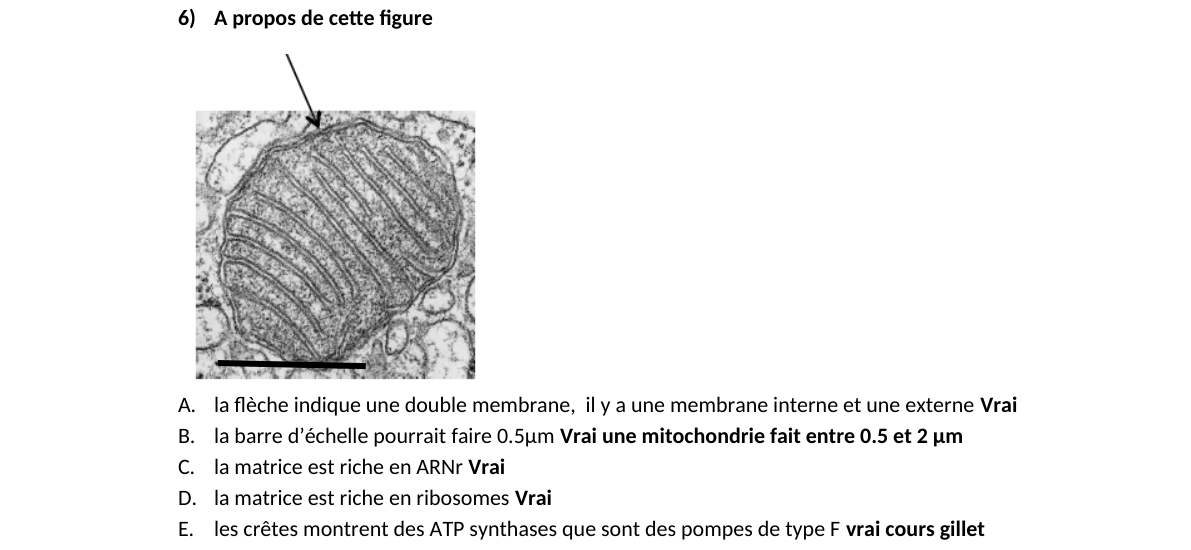 6) A propos de cette figure
A. la flèche indique une double membrane, il y a une membrane interne et une externe Vrai
B. la barre d’échelle pourrait faire 0.5µm Vrai une mitochondrie fait entre 0.5 et 2 µm
C. la matrice est riche en ARNr Vrai
D. la matrice est riche en ribosomes Vrai
E. les crêtes montrent des ATP synthases que sont des pompes de type F vrai cours gillet